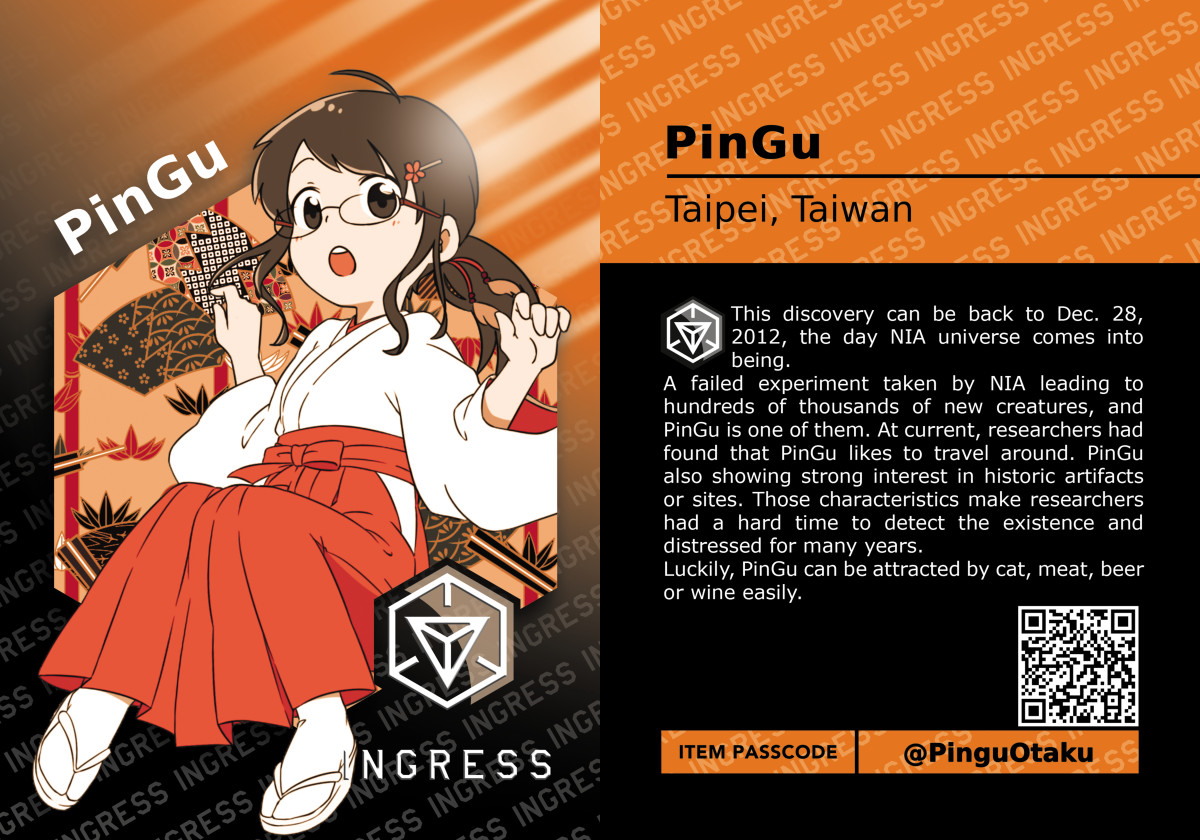 PinGu
INGRESS
PinGu
Taipei, Taiwan
This discovery can be back to Dec. 28,
2012, the day NIA universe comes into
being.
A failed experiment taken by NIA leading to
hundreds of thousands of new creatures, and
PinGu is one of them. At current, researchers had
found that PinGu likes to travel around. PinGu
also showing strong interest in historic artifacts
or sites. Those characteristics make researchers
had a hard time to detect the existence and
distressed for many years.
Luckily, PinGu can be attracted by cat, meat, beer
or wine easily.
ITEM PASSCODE
@PinguOtaku